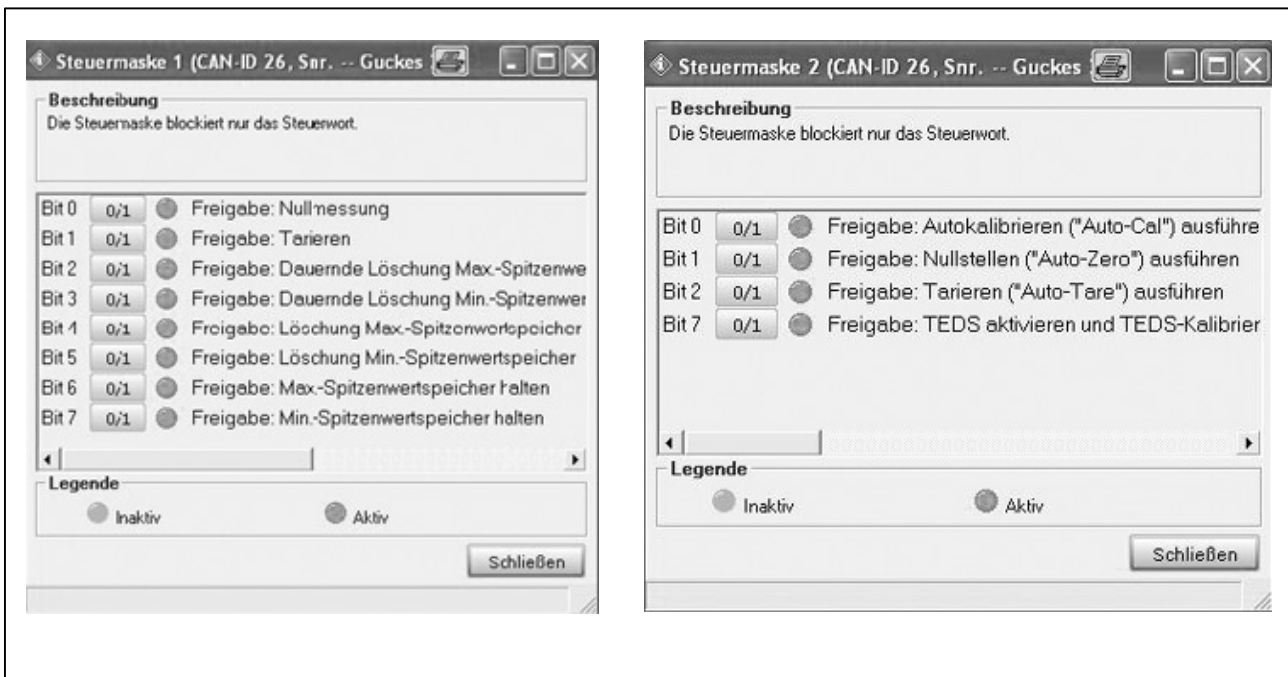 Steuermaske 1 (CAN-ID 26, Snr. -- Guckes
Beschreibung
Die Steuermaske blockiert nur das Steuerwort.
Bit 0 0/1 Freigabe: Nullmessung
Bit 1 0/1 Freigabe: Tarieren
Bit 2 0/1 Freigabe: Dauernde Löschung Max.-Spitzenwe
Bit 3 0/1 Freigabe: Dauernde Löschung Min.-Spitzenwer
Bit 4 0/1 Freigabe: Löschung Max.-Spitzenwertspeicher
Bit 5 0/1 Freigabe: Löschung Min.-Spitzenwertspeicher
Bit 6 0/1 Freigabe: Max.-Spitzenwertspeicher halten
Bit 7 0/1 Freigabe: Min.-Spitzenwertspeicher halten
Legende
Inaktiv Aktiv
Schließen
Steuermaske 2 (CAN-ID 26, Snr. -- Guckes
Beschreibung
Die Steuermaske blockiert nur das Steuerwort.
Bit 0 0/1 Freigabe: Autokalibrieren ("Auto-Cal") ausführe
Bit 1 0/1 Freigabe: Nullstellen ("Auto-Zero") ausführen
Bit 2 0/1 Freigabe: Tarieren ("Auto-Tare") ausführen
Bit 7 0/1 Freigabe: TEDS aktivieren und TEDS-Kalibrier
Legende
Inaktiv Aktiv
Schließen